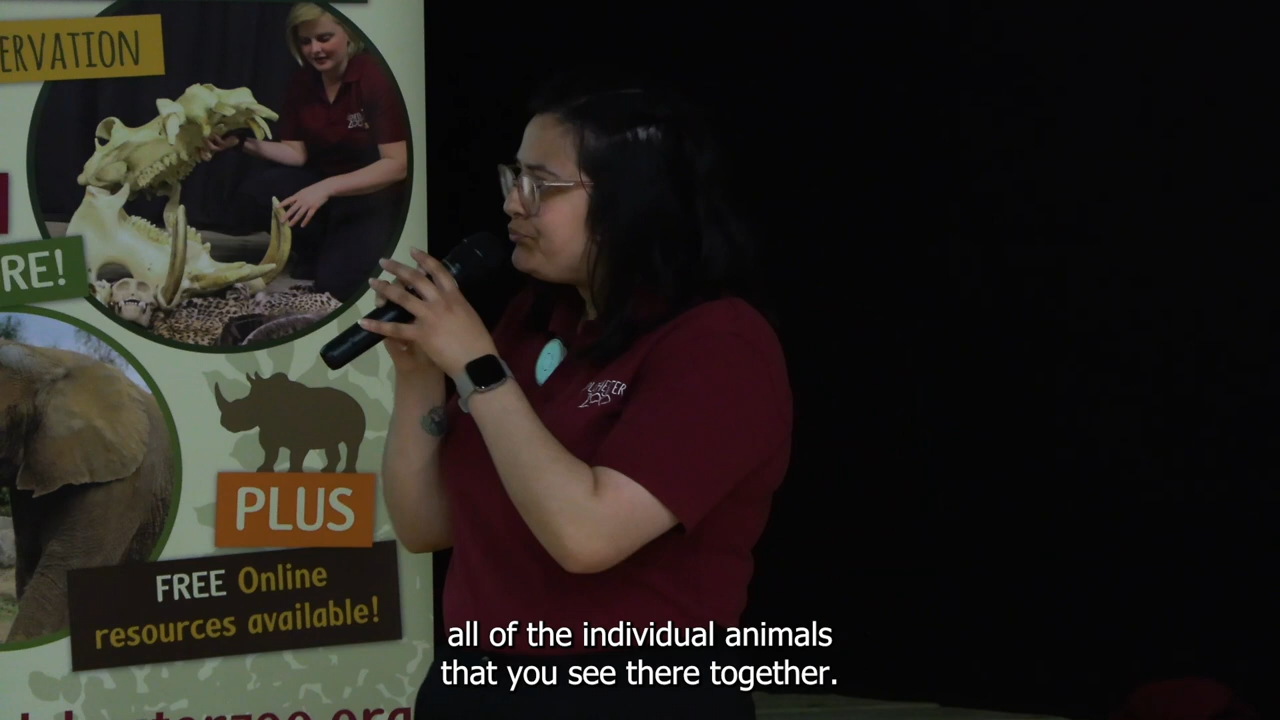 ERVATION
RE!
PLUS
FREE Online
resources available!
all of the individual animals
that you see there together.